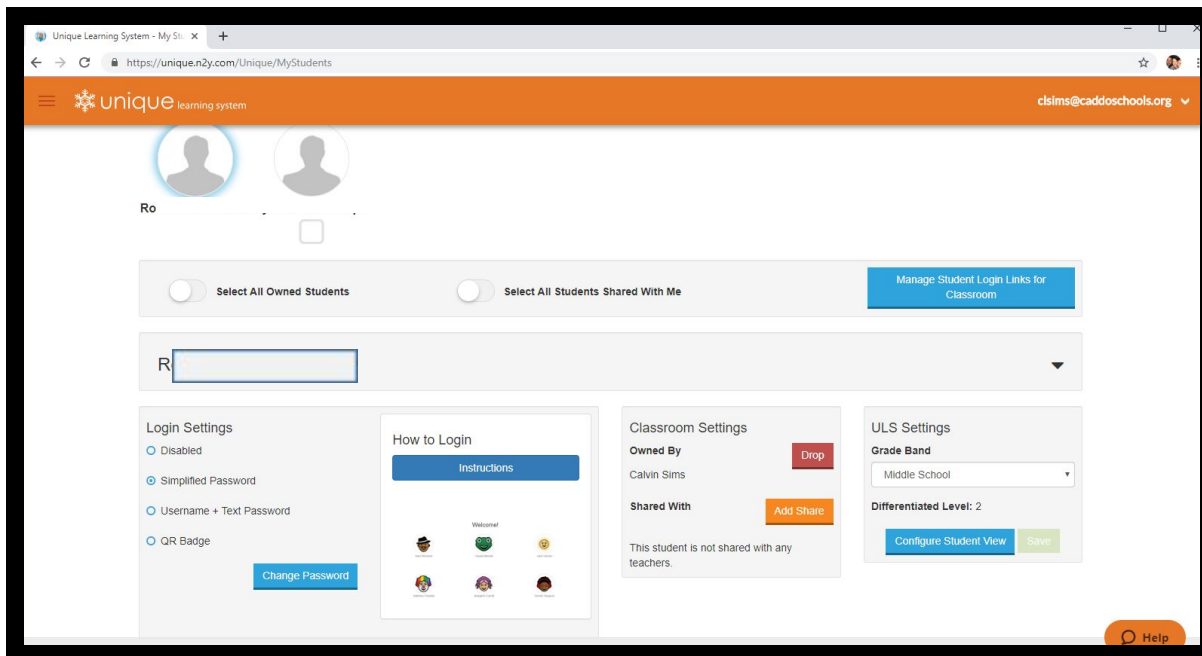 Unique Learning System - My St
https://unique.n2y.com/Unique/MyStudents
unique learning system
clsims@caddoschools.org
Ro
Select All Owned Students
Select All Students Shared With Me
Manage Student Login Links for
Classroom
R
Login Settings
Disabled
Simplified Password
Username + Text Password
QR Badge
Change Password
How to Login
Instructions
Welcome!
Classroom Settings
Owned By
Drop
Calvin Sims
Shared With
Add Share
This student is not shared with any
teachers.
ULS Settings
Grade Band
Middle School
Differentiated Level: 2
Configure Student View
Save
Help